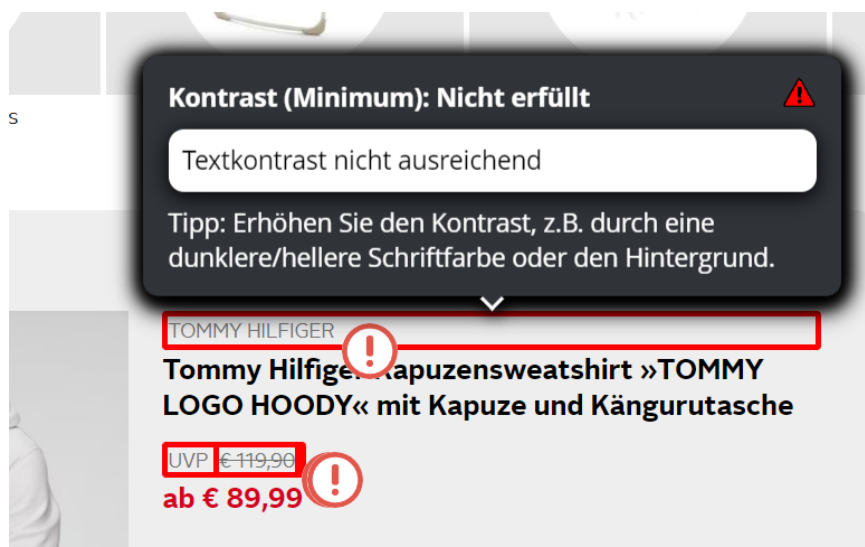 s
Kontrast (Minimum): Nicht erfüllt
Textkontrast nicht ausreichend
Tipp: Erhöhen Sie den Kontrast, z.B. durch eine
dunklere/hellere Schriftfarbe oder den Hintergrund.
TOMMY HILFIGER
Tommy Hilfiger Kapuzensweatshirt »TOMMY
LOGO HOODY« mit Kapuze und Kängurutasche
UVP € 119,90
ab € 89,99